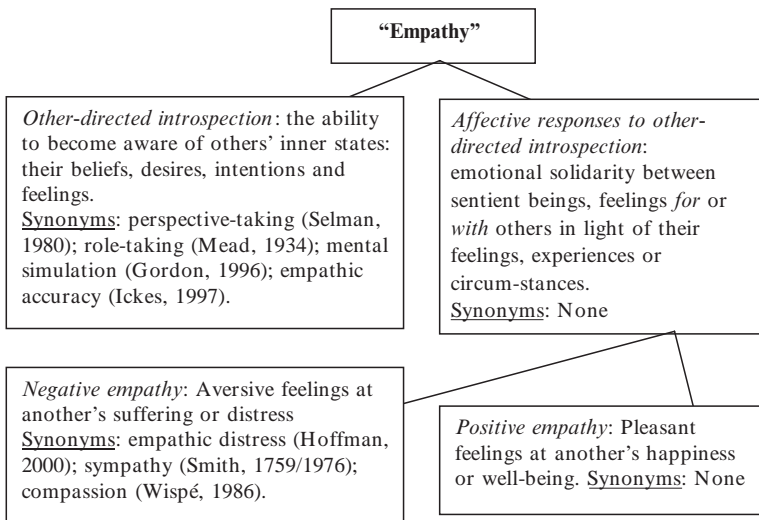 “Empathy”
Other-directed introspection: the ability
to become aware of others’ inner states:
their beliefs, desires, intentions and
feelings.
Synonyms: perspective-taking (Selman,
1980); role-taking (Mead, 1934); mental
simulation (Gordon, 1996); empathic
accuracy (Ickes, 1997).
Affective responses to other-
directed introspection:
emotional solidarity between
sentient beings, feelings for or
with others in light of their
feelings, experiences or
circum-stances.
Synonyms: None
Negative empathy: Aversive feelings at
another’s suffering or distress
Synonyms: empathic distress (Hoffman,
2000); sympathy (Smith, 1759/1976);
compassion (Wispé, 1986).
Positive empathy: Pleasant
feelings at another’s happiness
or well-being. Synonyms: None